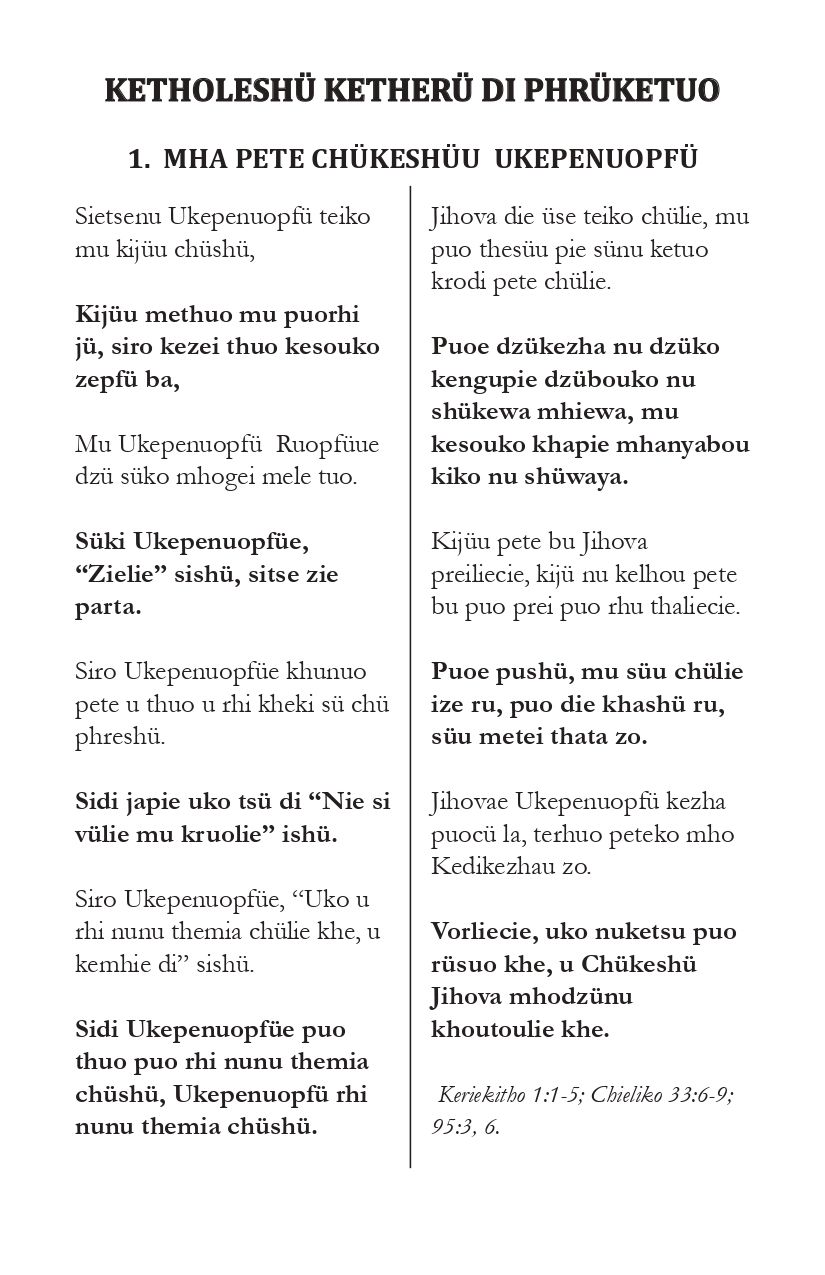 KETHOLESHÜ KETHERÜ DI PHRÜKETUO
1. MHA PETE CHÜKESHÜU UKEPENUOPFÜ
Sietsenu Ukepenuopfü teiko
mu kijüu chüshü,
Kijüu methuo mu puorhi
jü, siro kezei thuo kesouko
zepfü ba,
Mu Ukepenuopfü Ruopfüue
dzü süko mhogei mele tuo.
Süki Ukepenuopfüe,
“Zielie” sishü, sitse zie
parta.
Siro Ukepenuopfüe khunuo
pete u thuo u rhi kheki sü chü
phreshü.
Sidi japie uko tsü di “Nie si
vülie mu kruolie” ishü.
Siro Ukepenuopfüe, “Uko u
rhi nunu themia chülie khe, u
kemhie di” sishü.
Sidi Ukepenuopfüe puo
thuo puo rhi nunu themia
chüshü, Ukepenuopfü rhi
nunu themia chüshü.
Jihova die üse teiko chülie, mu
puo thesüu pie sünu ketuo
krodi pete chülie.
Puoe dzükezha nu dzüko
kengupie dzübouko nu
shükewa mhiewa, mu
kesouko khapie mhanyabou
kiko nu shüwaya.
Kijüu pete bu Jihova
preiliecie, kijü nu kelhou pete
bu puo prei puo rhu thaliecie.
Puoe pushü, mu süu chülie
ize ru, puo die khashü ru,
süu metei thata zo.
Jihovae Ukepenuopfü kezha
puocü la, terhuo peteko mho
Kedikezhau zo.
Vorliecie, uko nuketsu puo
rüsuo khe, u Chükeshü
Jihova mhodzünu
khoutoulie khe.
Keriekitho 1:1-5; Chieliko 33:6-9;
95:3, 6.